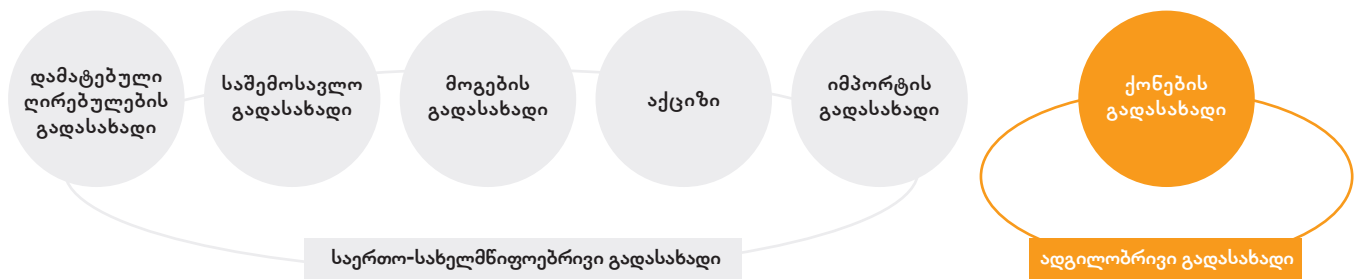 დამატებული
ღირებულების
გადასახადი
საშემოსავლო
გადასახადი
მოგების
გადასახადი
აქციზი
იმპორტის
გადასახადი
ქონების
გადასახადი
საერთო-სახელმწიფოებრივი გადასახადი
ადგილობრივი გადასახადი